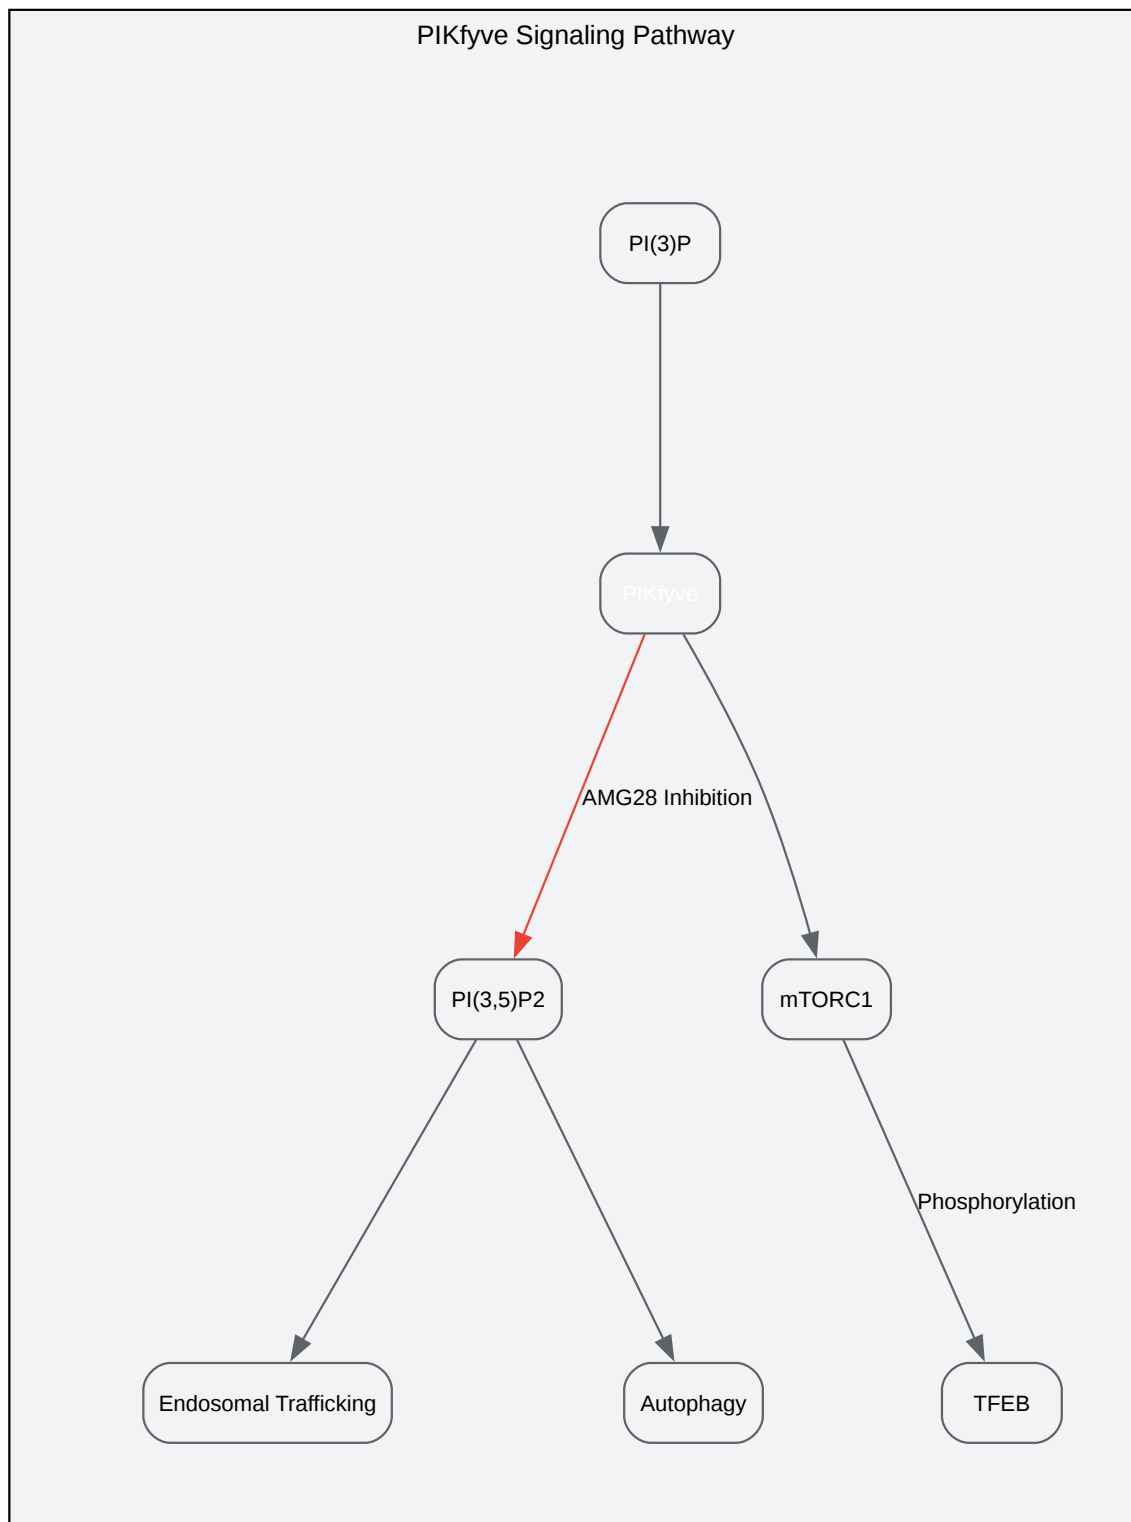 PIKfyve Signaling Pathway
PI(3)P
PIKfyve
AMG28 Inhibition
PI(3,5)P2
mTORC1
Phosphorylation
Endosomal Trafficking
Autophagy
TFEB